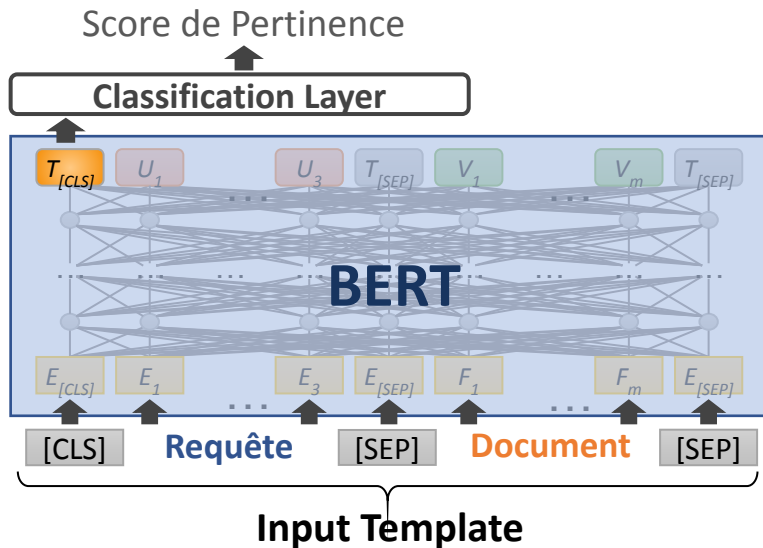 Score de Pertinence
Classification Layer
T[CLS] U1 U3 T[SEP] V1 Vm T[SEP]
... ...
... ... ... ... ... ... ...
BERT
E[CLS] E1 E3 E[SEP] F1 Fm E[SEP]
... ...
[CLS] Requête [SEP] Document [SEP]
Input Template